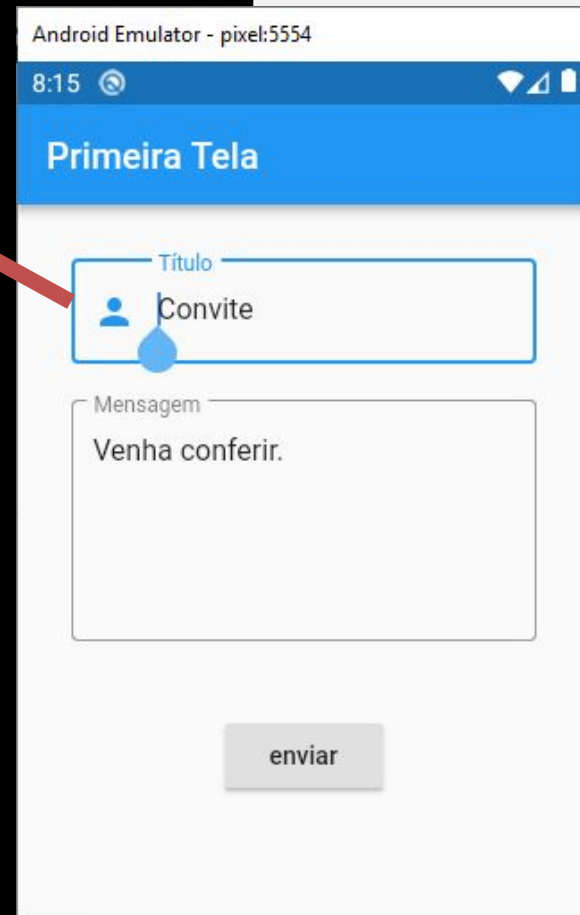 Android Emulator - pixel:5554
8:15
Primeira Tela
Título
Convite
Mensagem
Venha conferir.
enviar